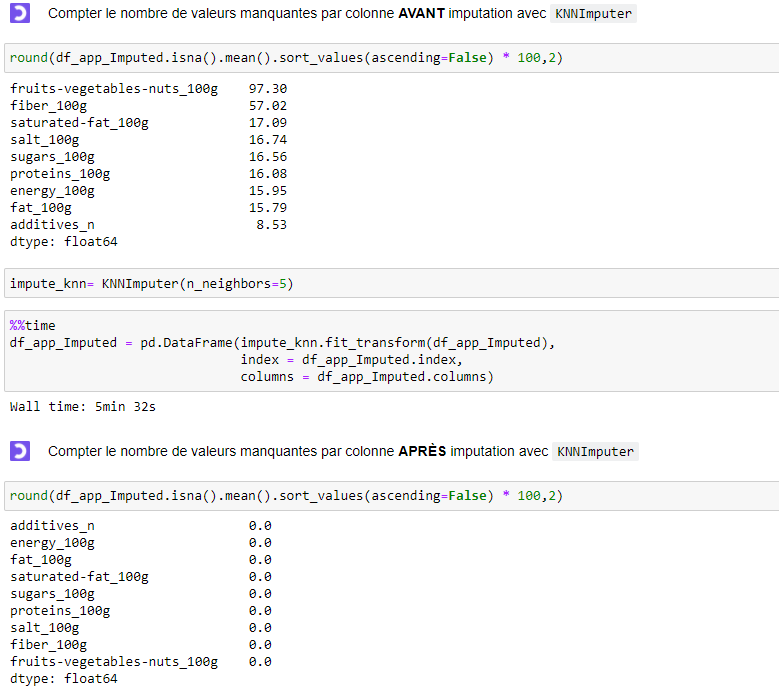 Compter le nombre de valeurs manquantes par colonne AVANT imputation avec KNNImputer
round(df_app_Imputed.isna().mean().sort_values(ascending=False) * 100,2)
fruits-vegetables-nuts_100g    97.30
fiber_100g                     57.02
saturated-fat_100g             17.09
salt_100g                      16.74
sugars_100g                    16.56
proteins_100g                  16.08
energy_100g                    15.95
fat_100g                       15.79
additives_n                     8.53
dtype: float64
impute_knn= KNNImputer(n_neighbors=5)
%%time
df_app_Imputed = pd.DataFrame(impute_knn.fit_transform(df_app_Imputed),
                              index = df_app_Imputed.index,
                              columns = df_app_Imputed.columns)
Wall time: 5min 32s
Compter le nombre de valeurs manquantes par colonne APRÈS imputation avec KNNImputer
round(df_app_Imputed.isna().mean().sort_values(ascending=False) * 100,2)
additives_n                    0.0
energy_100g                    0.0
fat_100g                       0.0
saturated-fat_100g             0.0
sugars_100g                    0.0
proteins_100g                  0.0
salt_100g                      0.0
fiber_100g                     0.0
fruits-vegetables-nuts_100g    0.0
dtype: float64